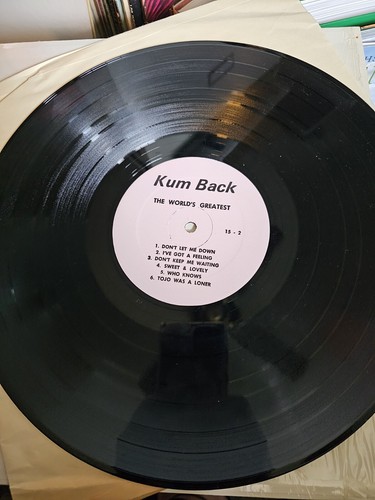 Kum Back
THE WORLD'S GREATEST
15 - 2
1. DON'T LET ME DOWN
2. I'VE GOT A FEELING
3. DON'T KEEP ME WAITING
4. SWEET & LOVELY
5. WHO KNOWS
6. TOJO WAS A LONER